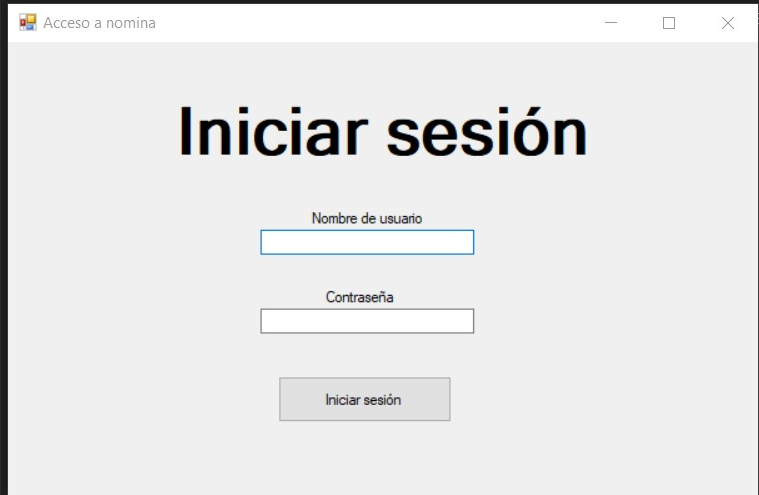 Acceso a nomina
Iniciar sesión
Nombre de usuario
Contraseña
Iniciar sesión